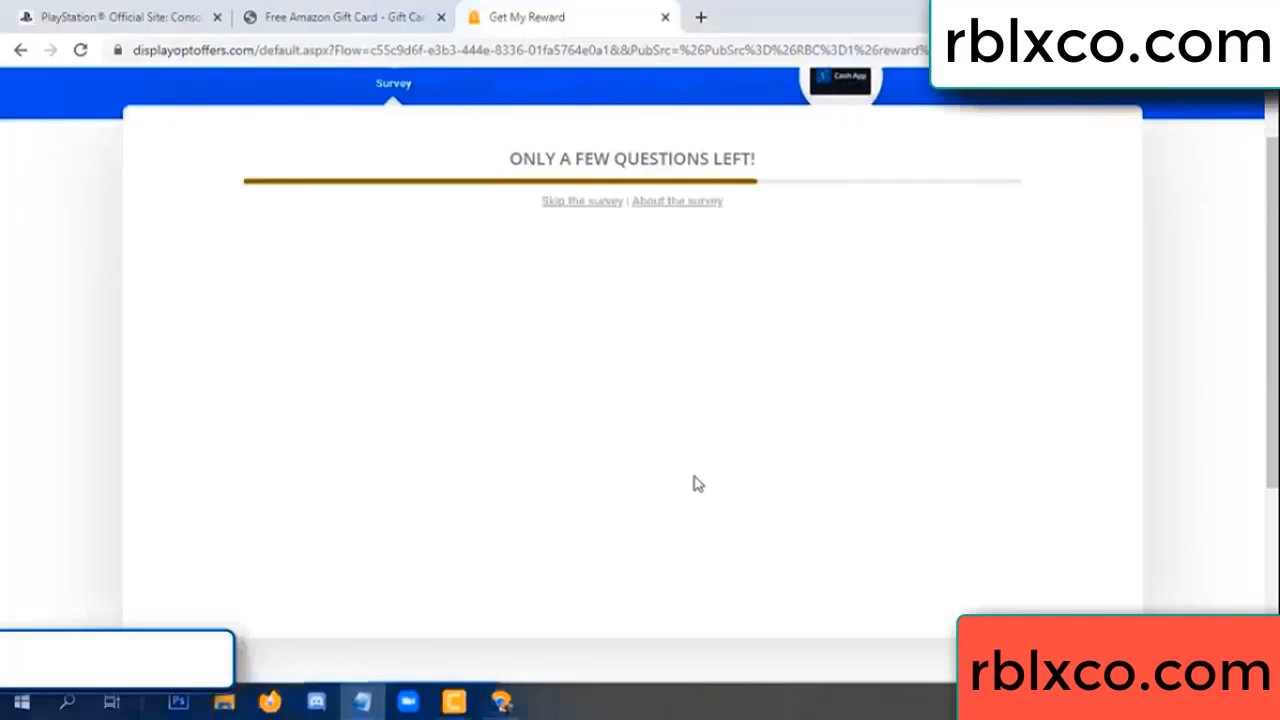 PlayStation® Official Site: Conso
Free Amazon Gift Card - Gift Car
Get My Reward
displayoptoffers.com/default.aspx?Flow=c55c9d6f-e3b3-444e-8336-01fa5764e0a1&&PubSrc=%26PubSrc%3D%26RBC%3D1%26reward%
rblxco.com
Survey
Cash App
ONLY A FEW QUESTIONS LEFT!
Skip the survey | About the survey
rblxco.com
Ps